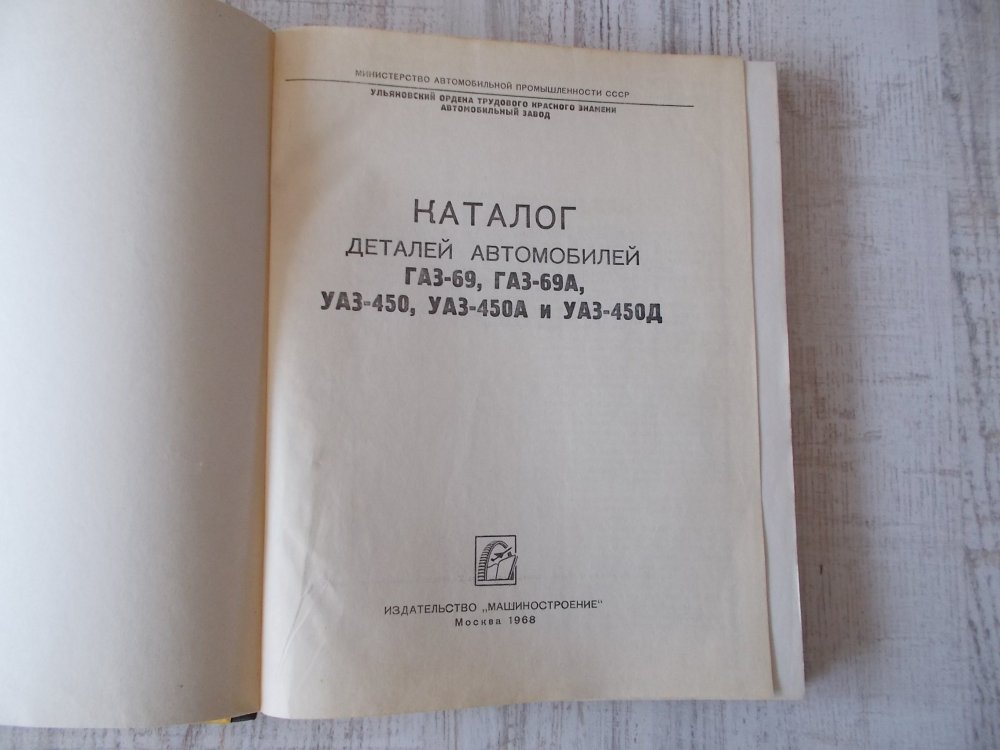 МИНИСТЕРСТВО АВТОМОБИЛЬНОЙ ПРОМЫШЛЕННОСТИ СССР
УЛЬЯНОВСКИЙ ОРДЕНА ТРУДОВОГО КРАСНОГО ЗНАМЕНИ
АВТОМОБИЛЬНЫЙ ЗАВОД
КАТАЛОГ
ДЕТАЛЕЙ АВТОМОБИЛЕЙ
ГАЗ-69, ГАЗ-69А,
УАЗ-450, УАЗ-450А и УАЗ-450Д
ИЗДАТЕЛЬСТВО „МАШИНОСТРОЕНИЕ"
Москва 1968